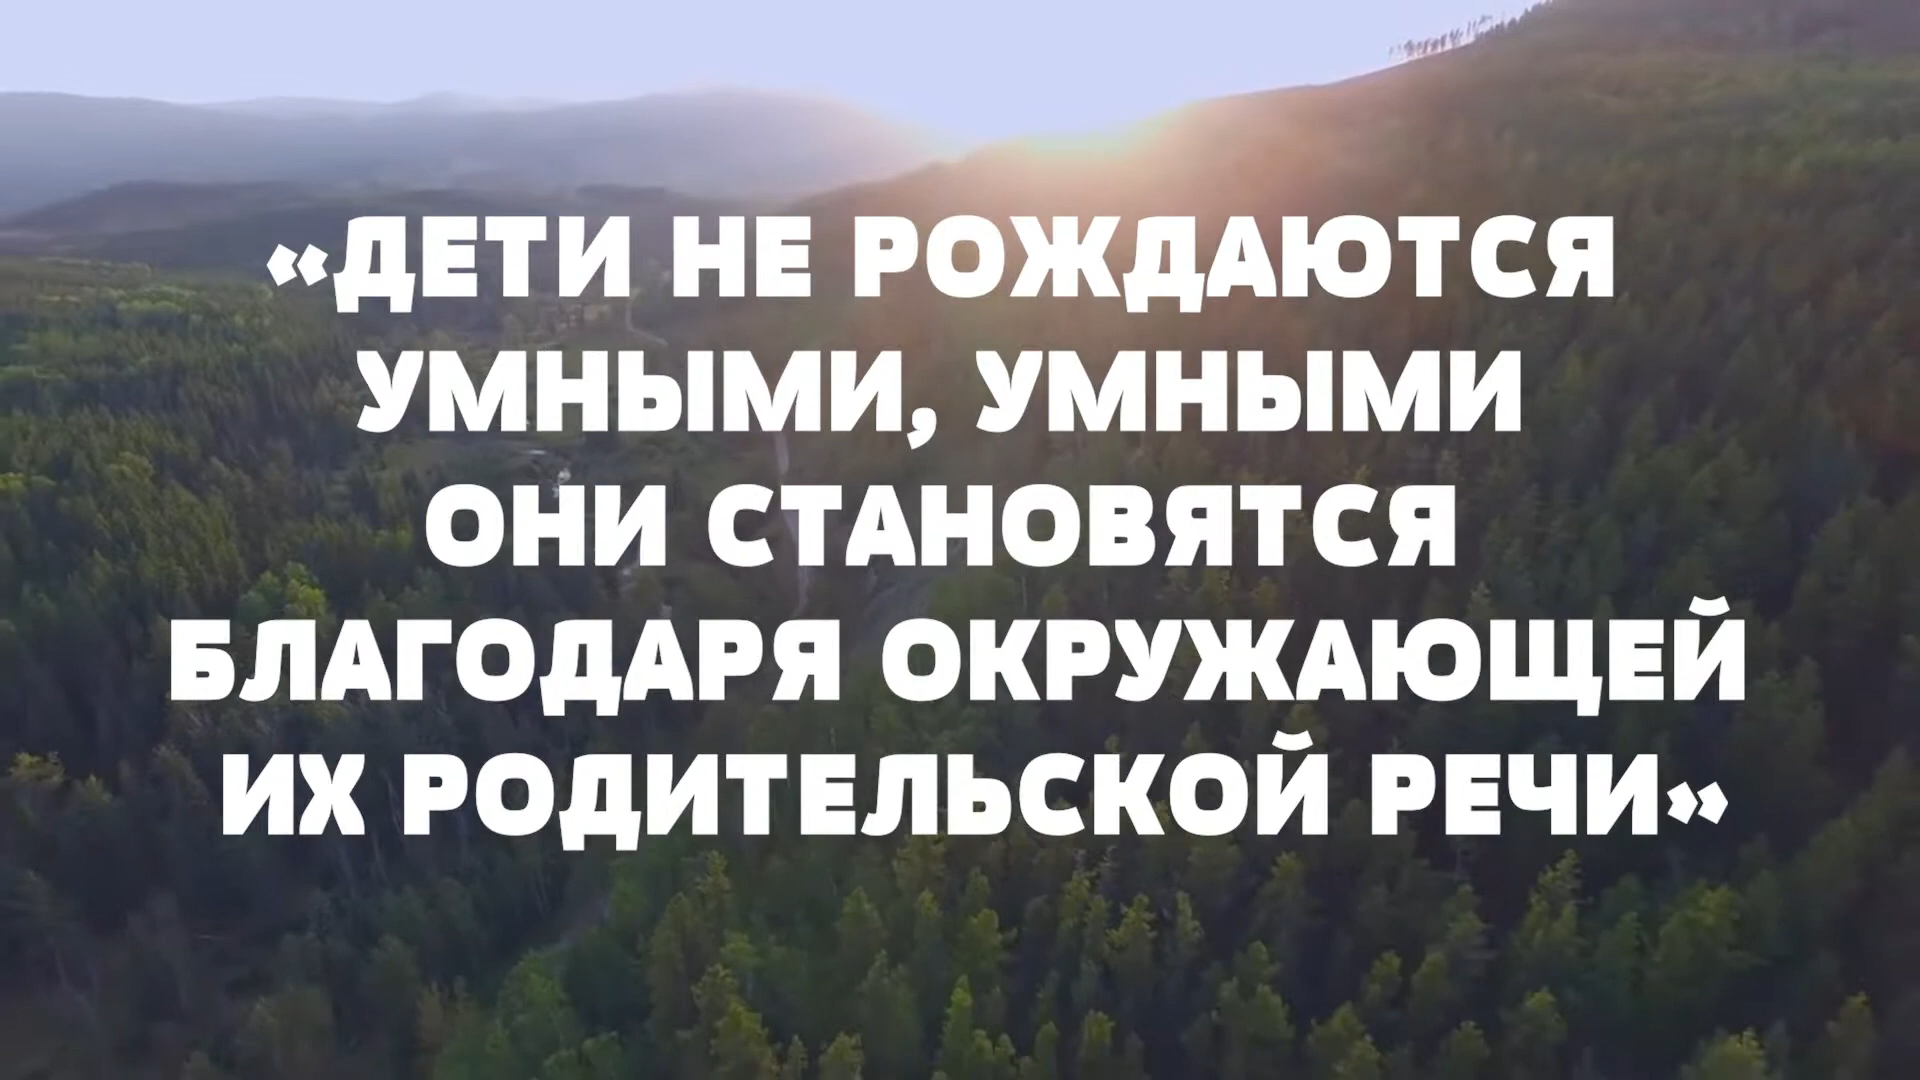 «ДЕТИ НЕ РОЖДАЮТСЯ
УМНЫМИ, УМНЫМИ
ОНИ СТАНОВЯТСЯ
БЛАГОДАРЯ ОКРУЖАЮЩЕЙ
ИХ РОДИТЕЛЬСКОЙ РЕЧИ»